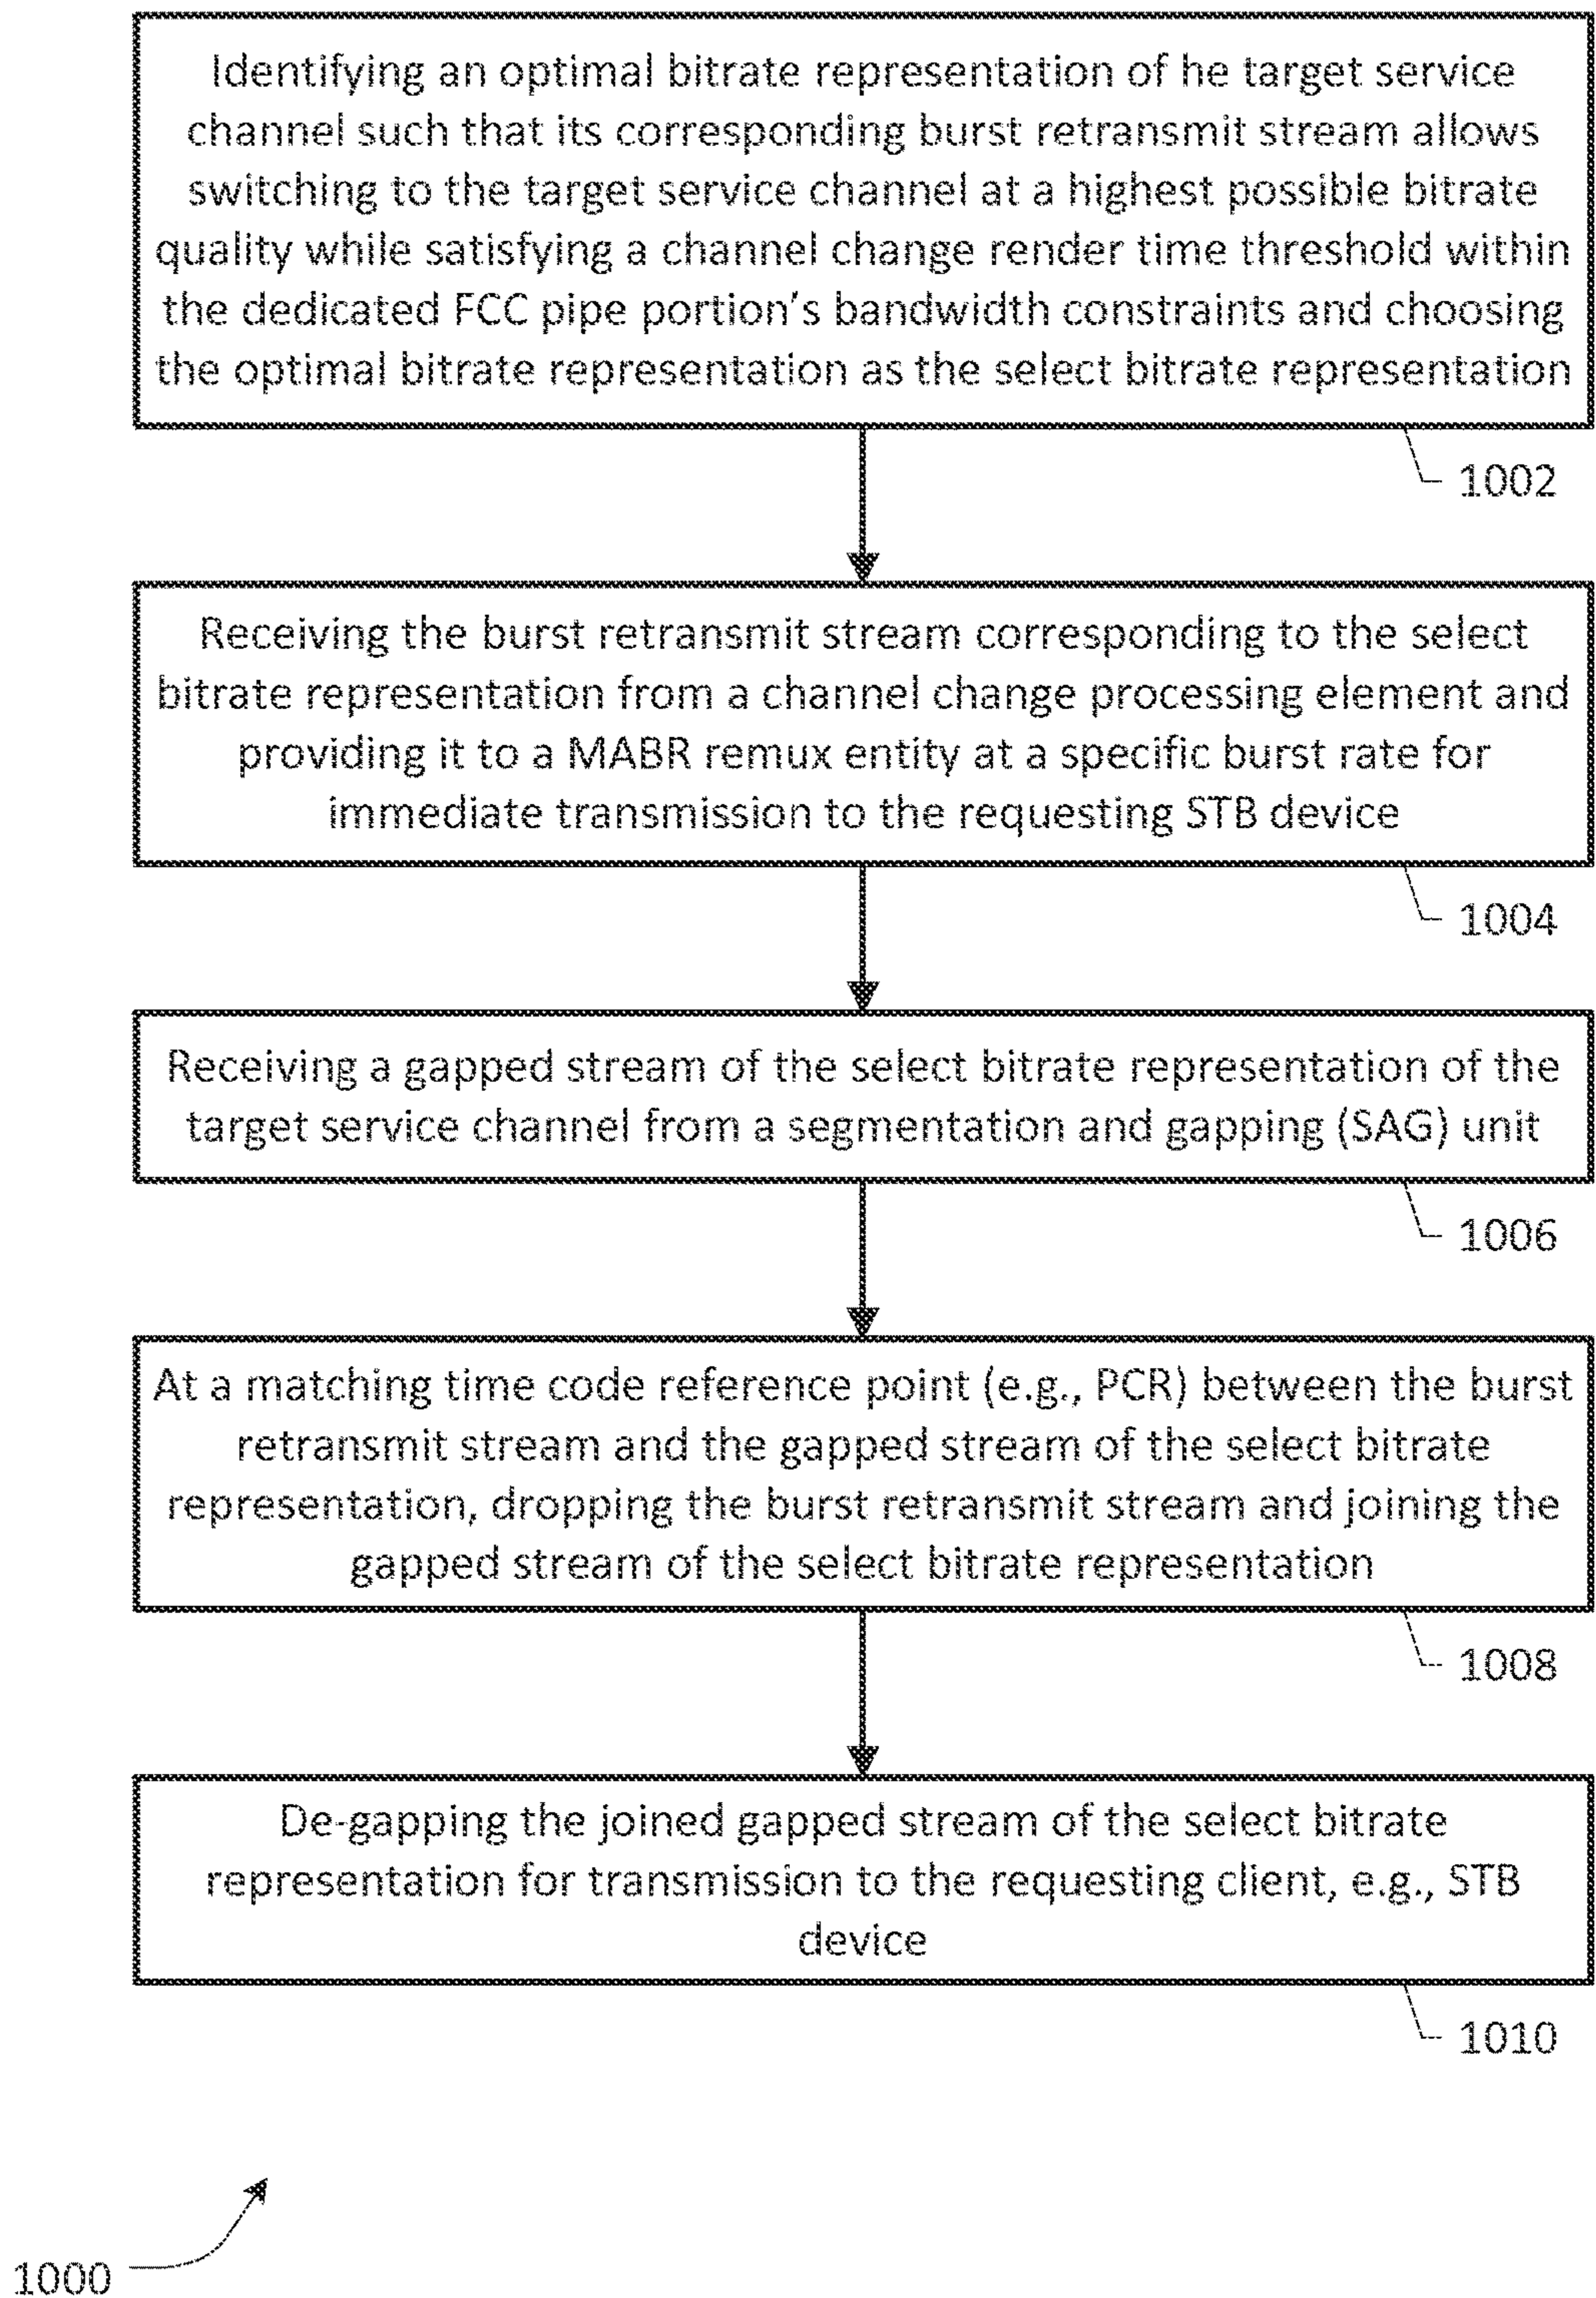 Identifying an optimal bitrate representation of he target service
channel such that its corresponding burst retransmit stream allows
switching to the target service channel at a highest possible bitrate
quality while satisfying a channel change render time threshold within
the dedicated FCC pipe portion's bandwidth constraints and choosing
the optimal bitrate representation as the select bitrate representation
1002
Receiving the burst retransmit stream corresponding to the select
bitrate representation from a channel change processing element and
providing it to a MABR remux entity at a specific burst rate for
immediate transmission to the requesting STB device
1004
Receiving a gapped stream of the select bitrate representation of the
target service channel from a segmentation and gapping (SAG) unit
1006
At a matching time code reference point (e.g., PCR) between the burst
retransmit stream and the gapped stream of the select bitrate
representation, dropping the burst retransmit stream and joining the
gapped stream of the select bitrate representation
1008
De-gapping the joined gapped stream of the select bitrate
representation for transmission to the requesting client, e.g., STB
device
1010
1000